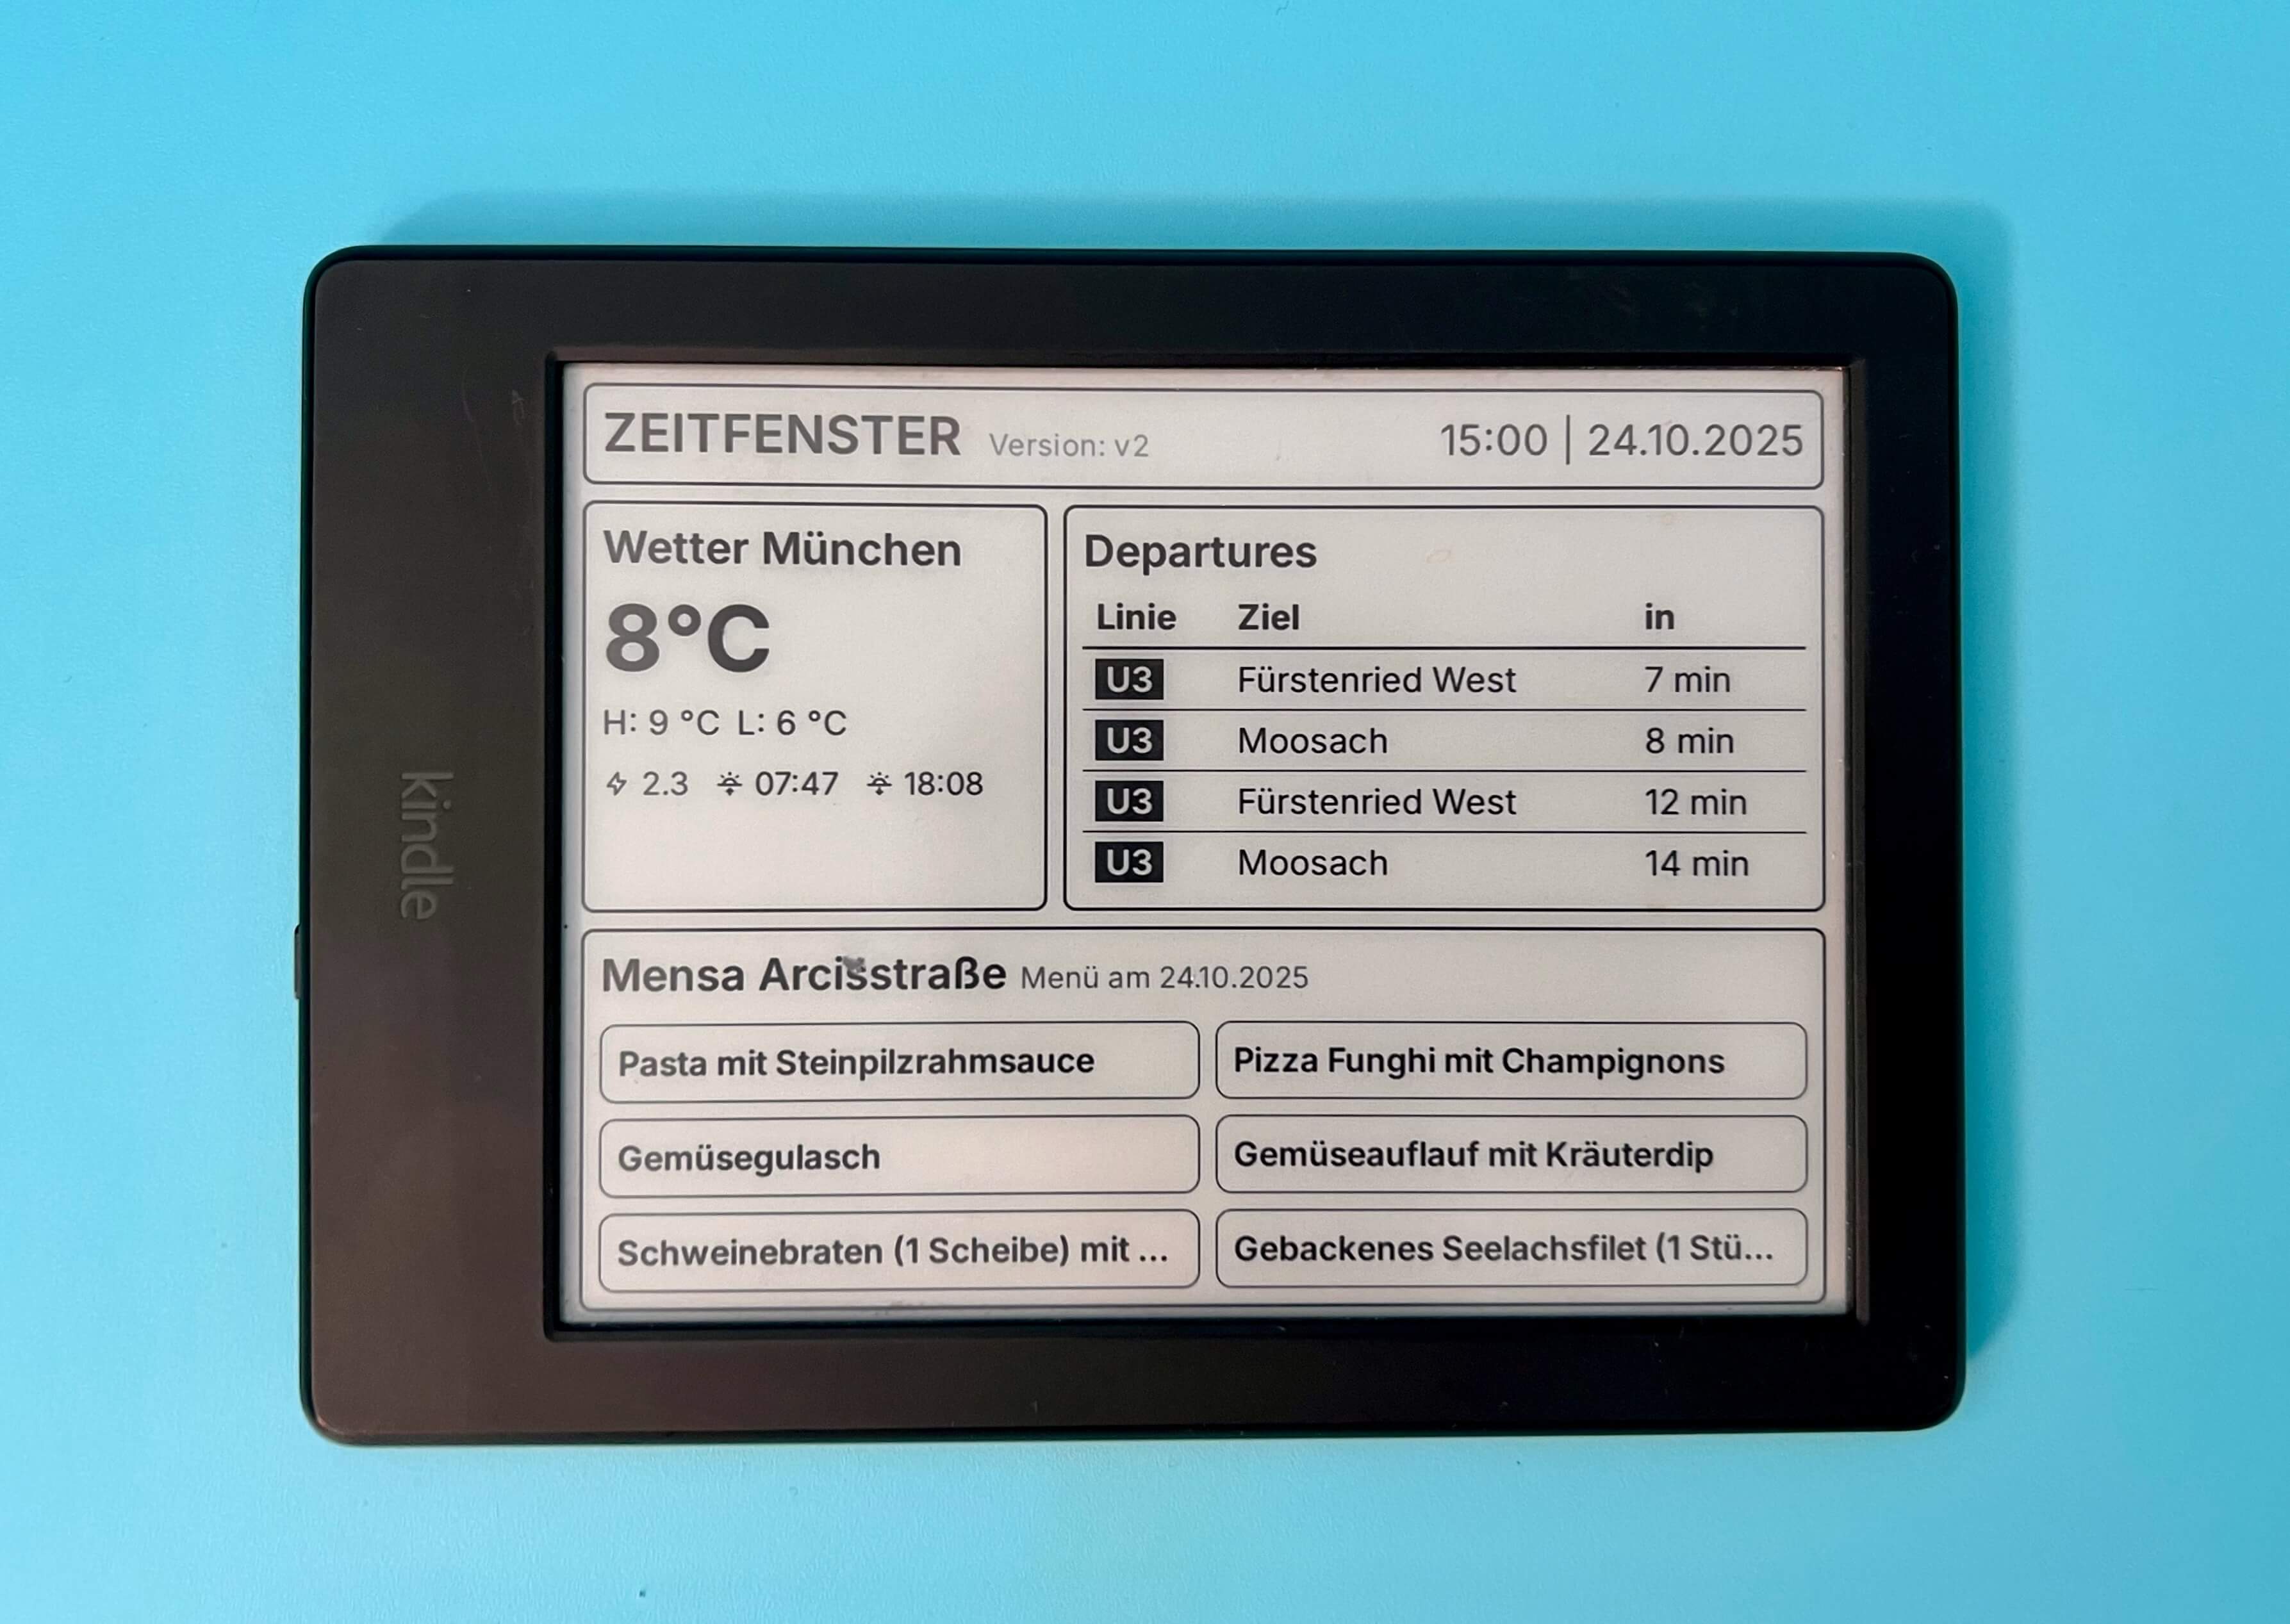 kindle
ZEITFENSTER Version: v2 15:00 | 24.10.2025
Wetter München
8°C
H: 9 °C L: 6 °C
2.3 07:47 18:08
Departures
Linie Ziel in
U3 Fürstenried West 7 min
U3 Moosach 8 min
U3 Fürstenried West 12 min
U3 Moosach 14 min
Mensa Arcisstraße Menü am 24.10.2025
Pasta mit Steinpilzrahmsauce
Pizza Funghi mit Champignons
Gemüsegulasch
Gemüseauflauf mit Kräuterdip
Schweinebraten (1 Scheibe) mit ...
Gebackenes Seelachsfilet (1 Stü...